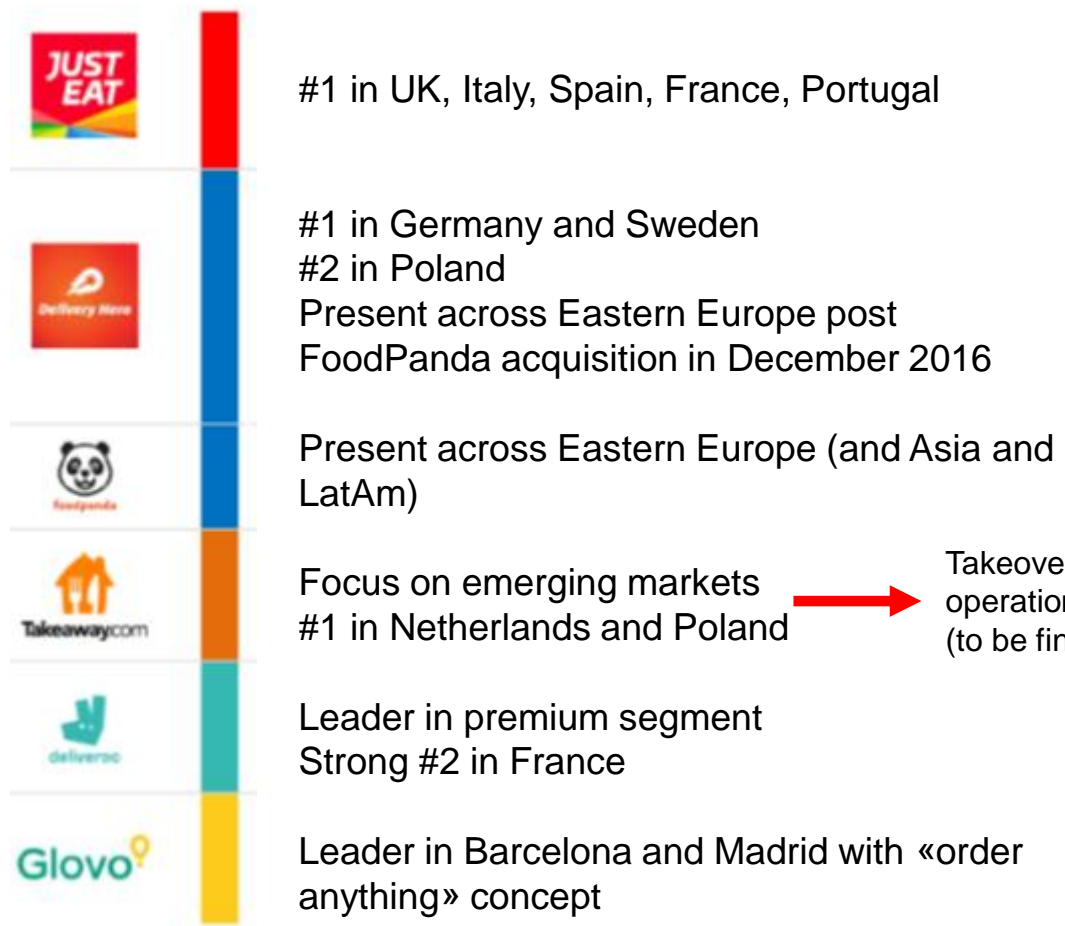 JUST
EAT
#1 in UK, Italy, Spain, France, Portugal
Delivery Hero
#1 in Germany and Sweden
#2 in Poland
Present across Eastern Europe post
FoodPanda acquisition in December 2016
foodpanda
Present across Eastern Europe (and Asia and
LatAm)
Takeaway.com
Focus on emerging markets
#1 in Netherlands and Poland
Takeove
operation
(to be fin
deliveroo
Leader in premium segment
Strong #2 in France
Glovo
Leader in Barcelona and Madrid with «order
anything» concept